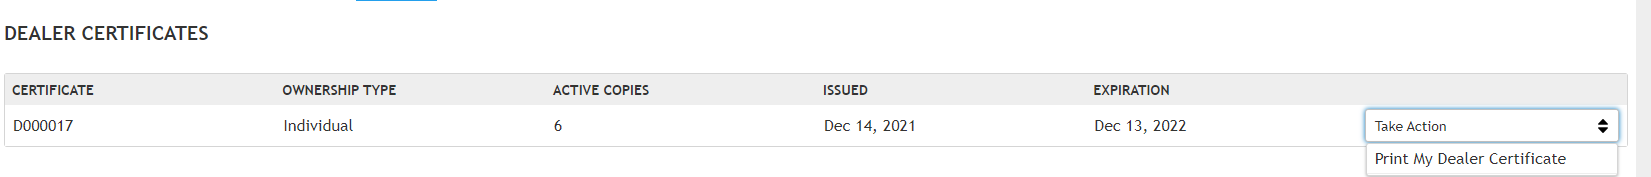 DEALER CERTIFICATES
CERTIFICATE OWNERSHIP TYPE ACTIVE COPIES ISSUED EXPIRATION
D000017 Individual 6 Dec 14, 2021 Dec 13, 2022 Take Action
Print My Dealer Certificate